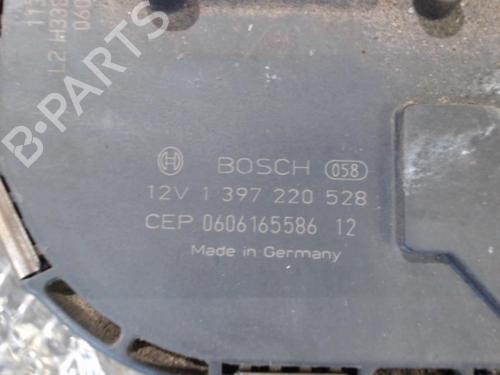 BOSCH 058
12V 1 397 220 528
CEP 0606165586 12
Made in Germany
B-PARTS